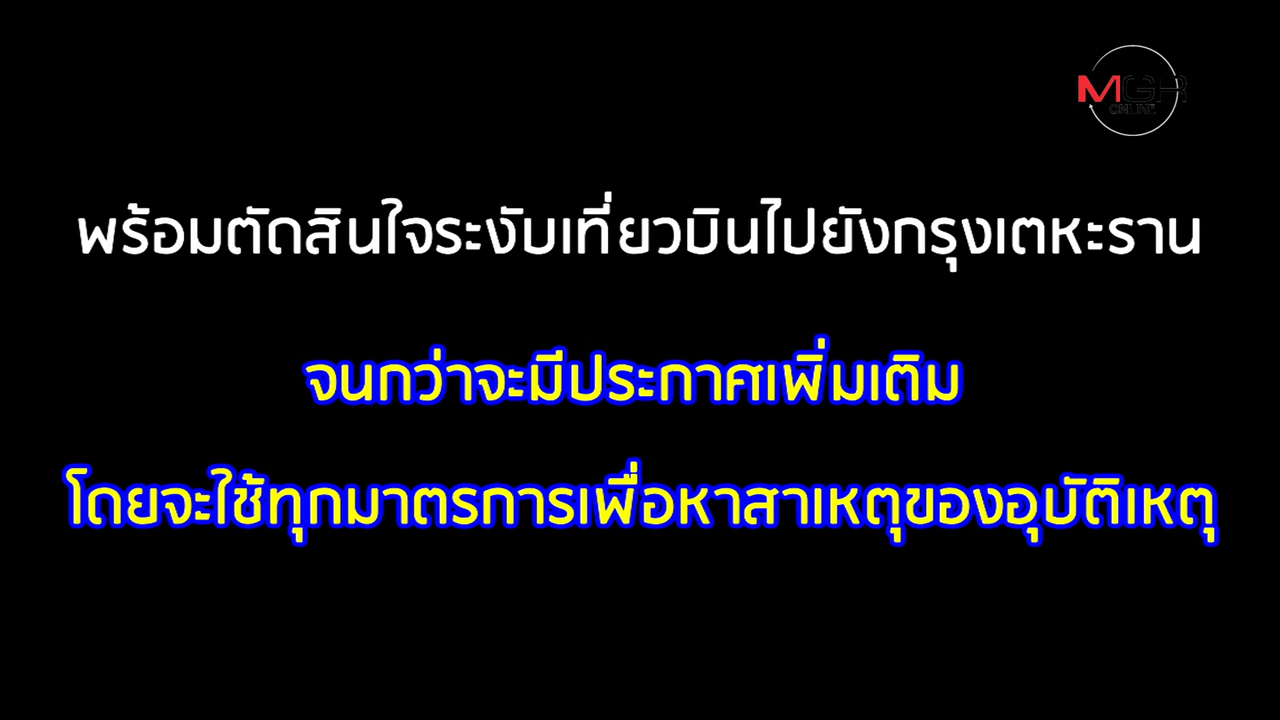 MGR
ONLINE
พร้อมตัดสินใจระงับเที่ยวบินไปยังกรุงเตหะราน
จนกว่าจะมีประกาศเพิ่มเติม
โดยจะใช้ทุกมาตรการเพื่อหาสาเหตุของอุบัติเหตุ